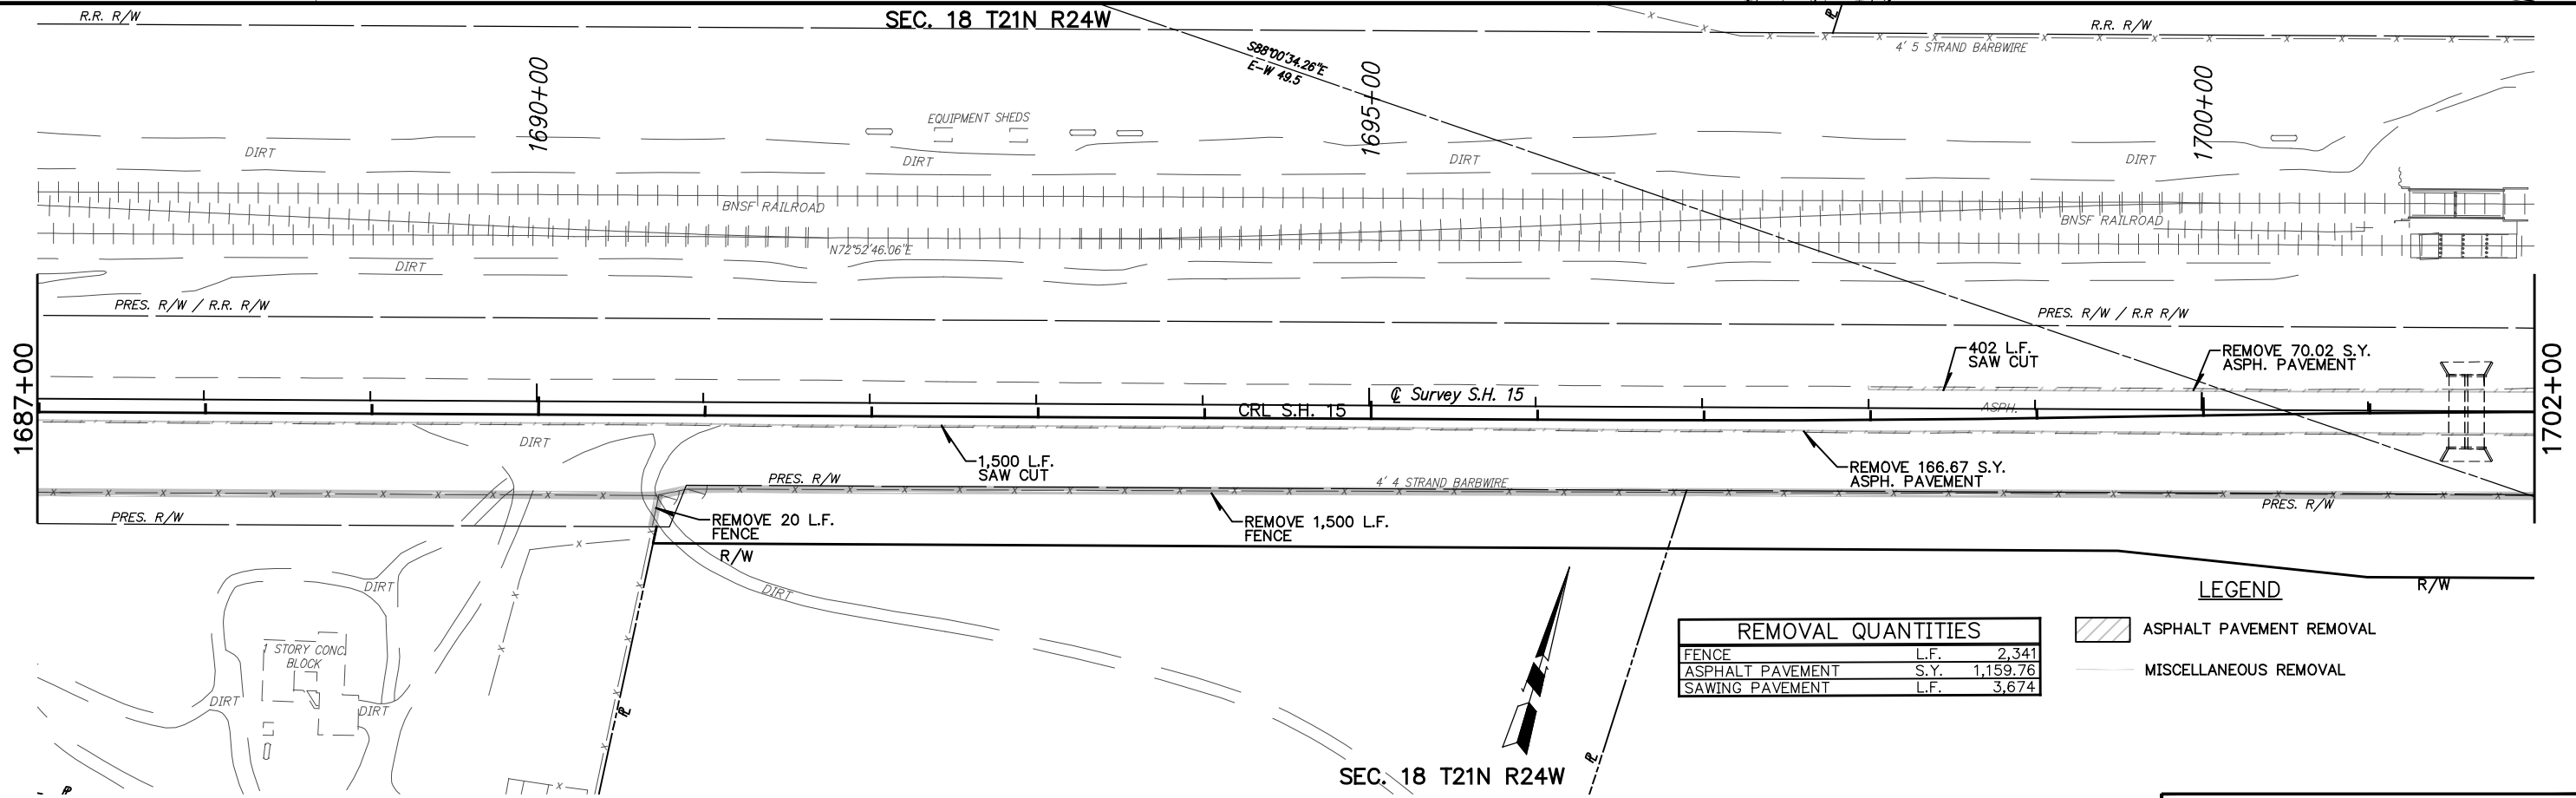 R.R. R/W
SEC. 18 T21N R24W
S88°00'34.26"E
E-W 49.5
PL
R.R. R/W
4' 5 STRAND BARBWIRE
1690+00
1695+00
1700+00
EQUIPMENT SHEDS
DIRT
DIRT
DIRT
DIRT
BNSF RAILROAD
BNSF RAILROAD
N72°52'46.06"E
DIRT
PRES. R/W / R.R. R/W
PRES. R/W / R.R R/W
1687+00
1702+00
402 L.F.
SAW CUT
REMOVE 70.02 S.Y.
ASPH. PAVEMENT
CL Survey S.H. 15
CRL S.H. 15
ASPH.
DIRT
1,500 L.F.
SAW CUT
REMOVE 166.67 S.Y.
ASPH. PAVEMENT
PRES. R/W
4' 4 STRAND BARBWIRE
PRES. R/W
PRES. R/W
REMOVE 20 L.F.
FENCE
REMOVE 1,500 L.F.
FENCE
R/W
R/W
DIRT
DIRT
1 STORY CONC.
BLOCK
DIRT
DIRT
PL
PL
PL
LEGEND
ASPHALT PAVEMENT REMOVAL
MISCELLANEOUS REMOVAL
REMOVAL QUANTITIES
FENCE L.F. 2,341
ASPHALT PAVEMENT S.Y. 1,159.76
SAWING PAVEMENT L.F. 3,674
SEC. 18 T21N R24W